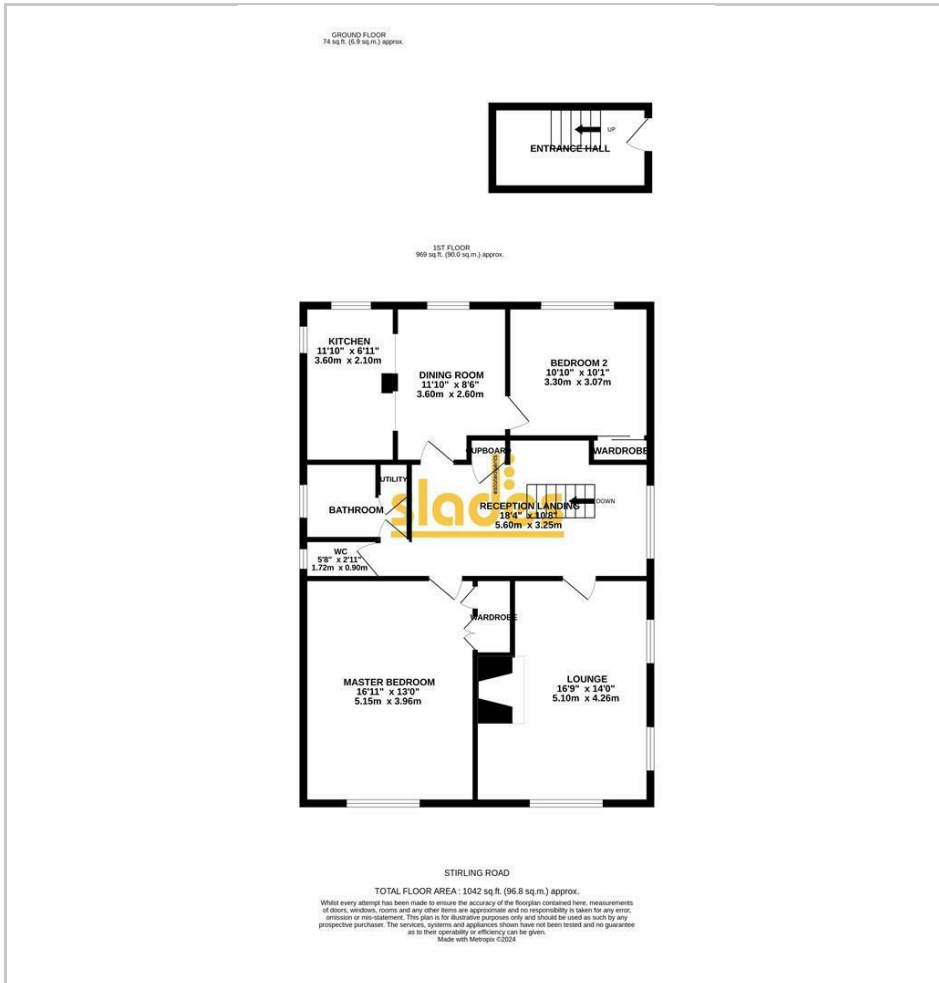 GROUND FLOOR
74 sq.ft. (6.9 sq.m.) approx.
UP
ENTRANCE HALL
1ST FLOOR
969 sq.ft. (90.0 sq.m.) approx.
KITCHEN
11'10" x 6'11"
3.60m x 2.10m
DINING ROOM
11'10" x 8'6"
3.60m x 2.60m
BEDROOM 2
10'10" x 10'1"
3.30m x 3.07m
CUPBOARD
WARDROBE
UTILITY
BATHROOM
estate agents
slades
RECEPTION LANDING
18'4" x 10'8"
5.60m x 3.25m
DOWN
WC
5'8" x 2'11"
1.72m x 0.90m
WARDROBE
MASTER BEDROOM
16'11" x 13'0"
5.15m x 3.96m
LOUNGE
16'9" x 14'0"
5.10m x 4.26m
STIRLING ROAD
TOTAL FLOOR AREA : 1042 sq.ft. (96.8 sq.m.) approx.
Whilst every attempt has been made to ensure the accuracy of the floorplan contained here, measurements
of doors, windows, rooms and any other items are approximate and no responsibility is taken for any error,
omission or mis-statement. This plan is for illustrative purposes only and should be used as such by any
prospective purchaser. The services, systems and appliances shown have not been tested and no guarantee
as to their operability or efficiency can be given.
Made with Metropix ©2024